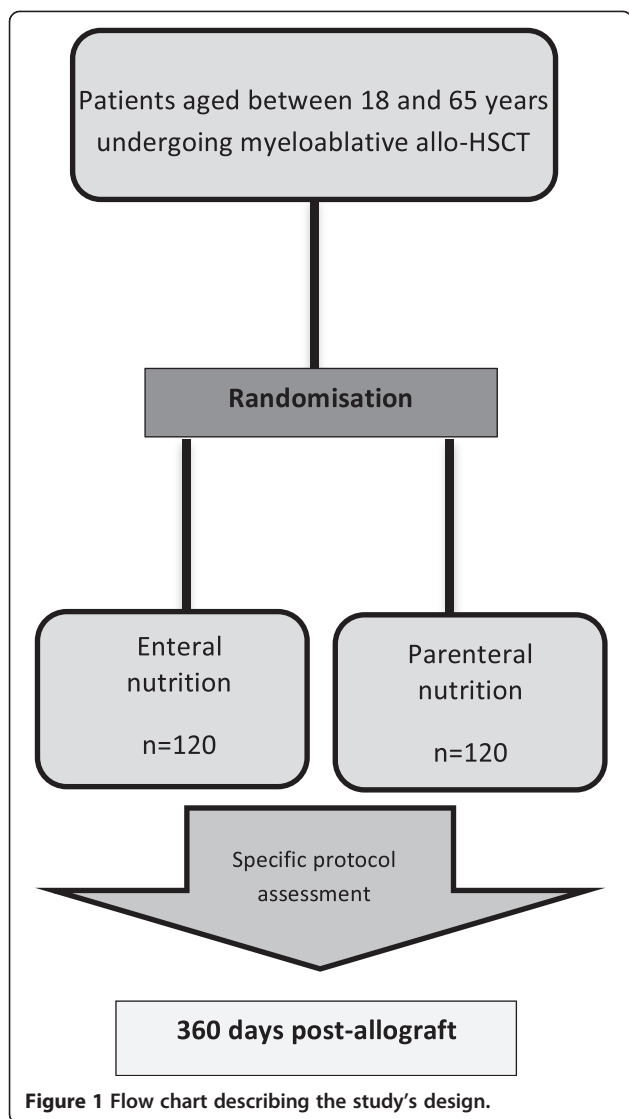 Patients aged between 18 and 65 years
undergoing myeloablative allo-HSCT
Randomisation
Enteral
nutrition
n=120
Parenteral
nutrition
n=120
Specific protocol
assessment
360 days post-allograft
Figure 1 Flow chart describing the study's design.